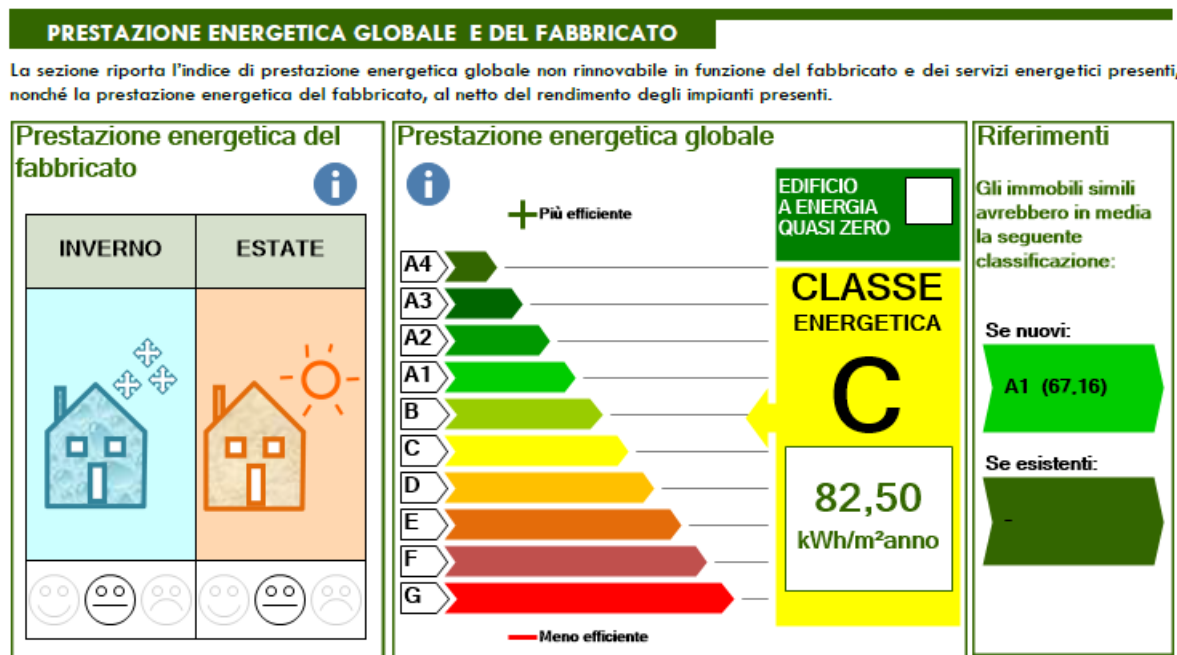 PRESTAZIONE ENERGETICA GLOBALE E DEL FABBRICATO
La sezione riporta l'indice di prestazione energetica globale non rinnovabile in funzione del fabbricato e dei servizi energetici presenti,
nonché la prestazione energetica del fabbricato, al netto del rendimento degli impianti presenti.
Prestazione energetica del
fabbricato
i
INVERNO
ESTATE
Prestazione energetica globale
i
+ Più efficiente
A4
A3
A2
A1
B
C
D
E
F
G
— Meno efficiente
EDIFICIO
A ENERGIA
QUASI ZERO
CLASSE
ENERGETICA
C
82,50
kWh/m²anno
Riferimenti
Gli immobili simili
avrebbero in media
la seguente
classificazione:
Se nuovi:
A1 (67,16)
Se esistenti:
-